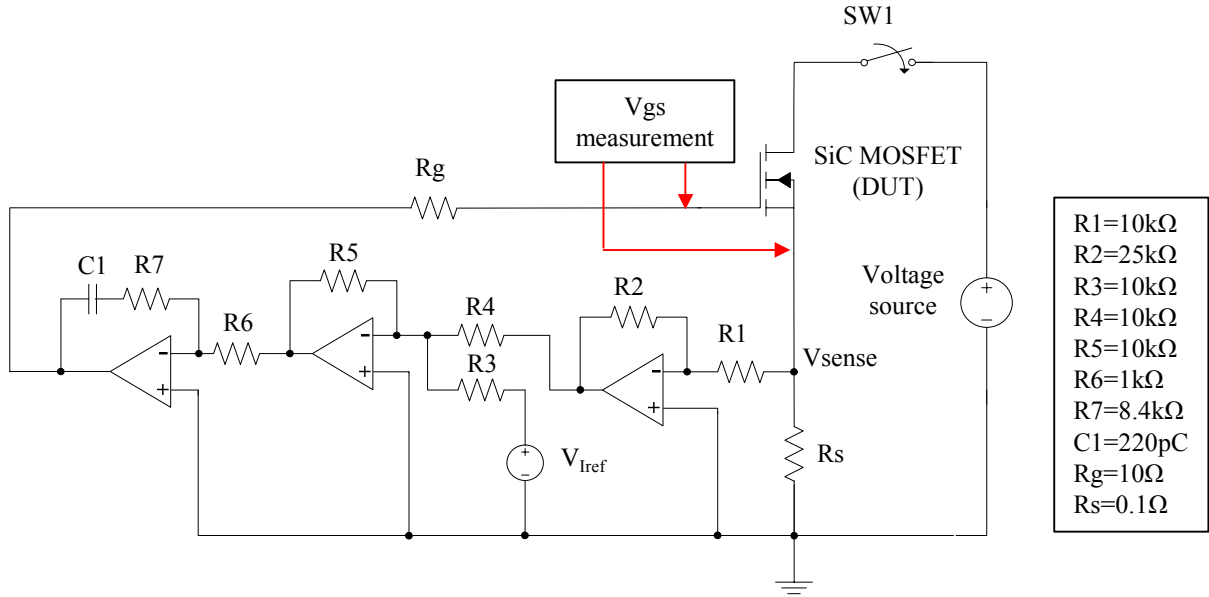 SW1
Vgs
measurement
SiC MOSFET
(DUT)
Rg
C1
R7
R5
R6
R4
R3
R2
R1
Voltage
source
Vsense
Rs
VIref
R1=10kΩ
R2=25kΩ
R3=10kΩ
R4=10kΩ
R5=10kΩ
R6=1kΩ
R7=8.4kΩ
C1=220pC
Rg=10Ω
Rs=0.1Ω